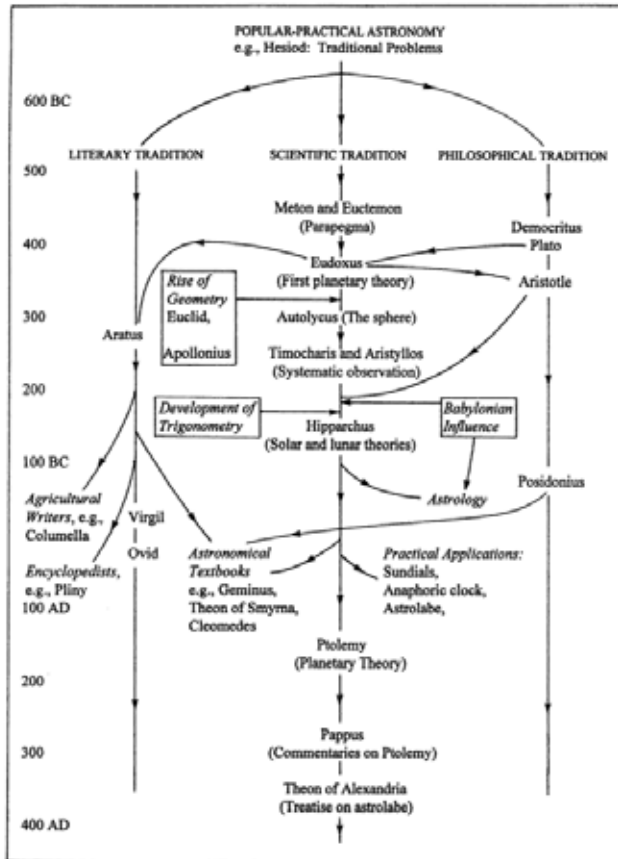 POPULAR-PRACTICAL ASTRONOMY
e.g., Hesiod: Traditional Problems
600 BC
LITERARY TRADITION
SCIENTIFIC TRADITION
PHILOSOPHICAL TRADITION
500
Meton and Euctemon
(Parapegma)
Democritus
Plato
400
Eudoxus
(First planetary theory)
Aristotle
Rise of
Geometry
Euclid,
Apollonius
300
Autolycus (The sphere)
Aratus
Timocharis and Aristyllos
(Systematic observation)
200
Development of
Trigonometry
Hipparchus
(Solar and lunar theories)
Babylonian
Influence
100 BC
Posidonius
Astrology
Agricultural
Writers, e.g.,
Columella
Virgil
Ovid
Encyclopedists,
e.g., Pliny
Astronomical
Textbooks
e.g., Geminus,
Theon of Smyrna,
Cleomedes
Practical Applications:
Sundials,
Anaphoric clock,
Astrolabe,
100 AD
Ptolemy
(Planetary Theory)
200
Pappus
(Commentaries on Ptolemy)
300
Theon of Alexandria
(Treatise on astrolabe)
400 AD